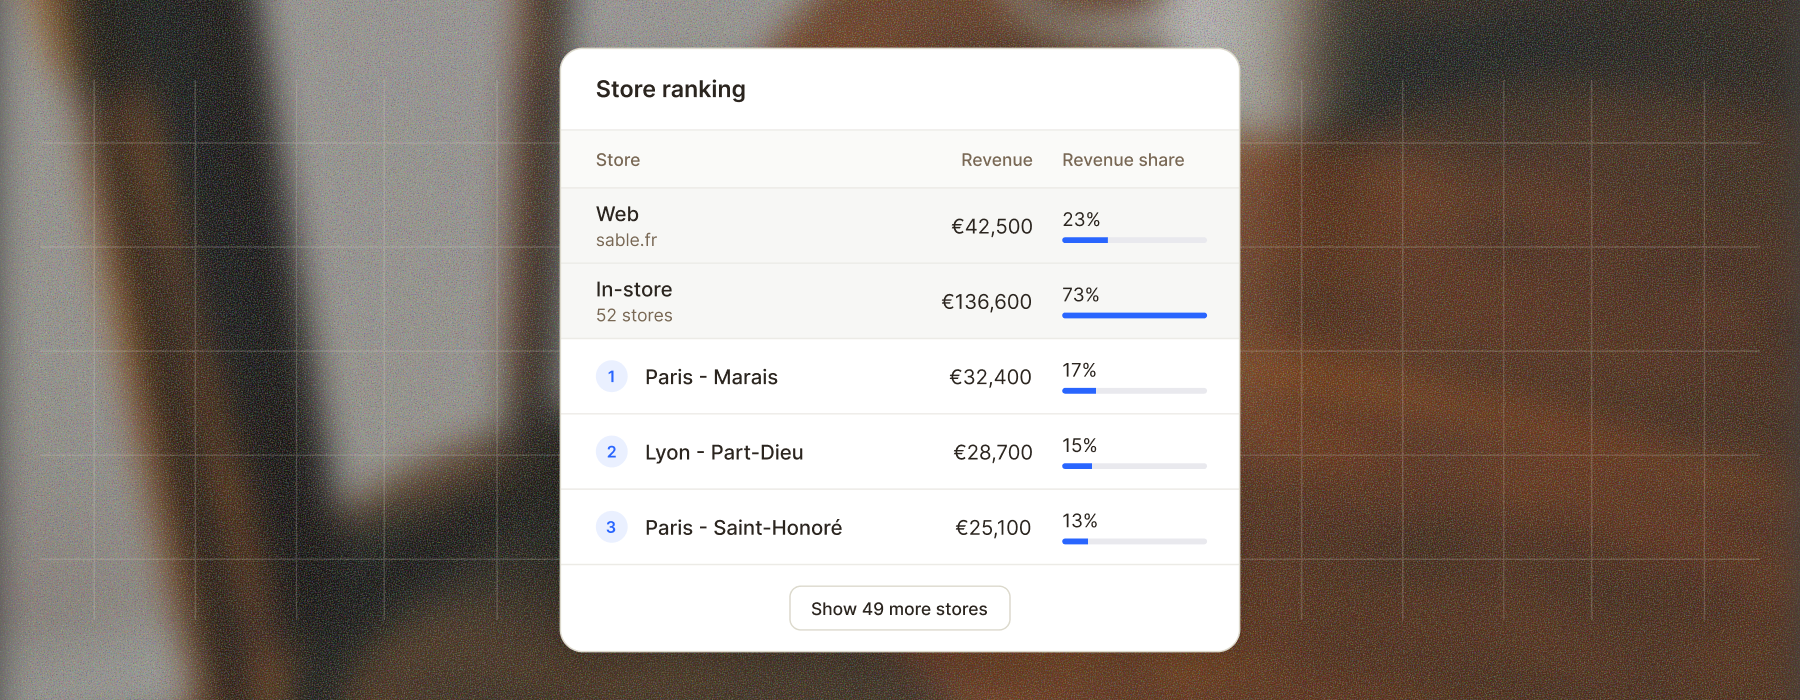 Store ranking
Store Revenue Revenue share
Web
sable.fr
€42,500
23%
In-store
52 stores
€136,600
73%
1 Paris - Marais €32,400 17%
2 Lyon - Part-Dieu €28,700 15%
3 Paris - Saint-Honoré €25,100 13%
Show 49 more stores